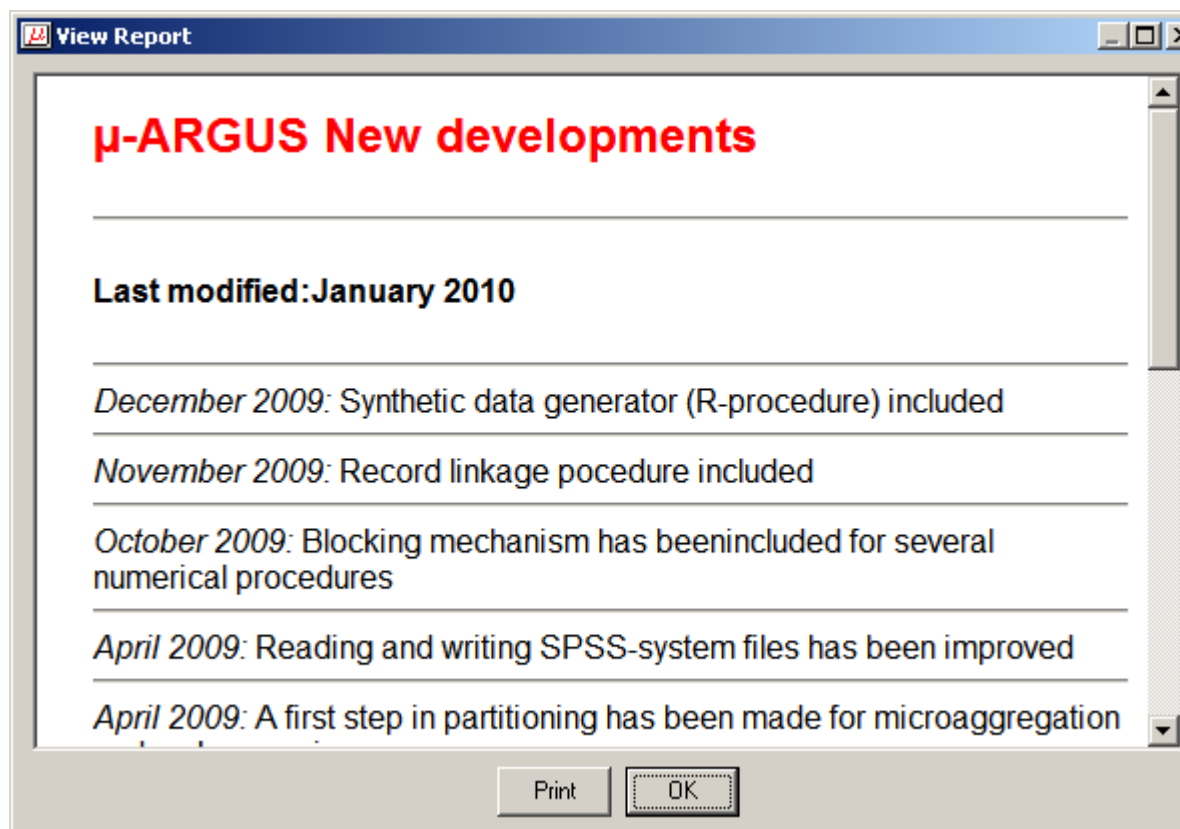 View Report
µ-ARGUS New developments
Last modified:January 2010
December 2009: Synthetic data generator (R-procedure) included
November 2009: Record linkage pocedure included
October 2009: Blocking mechanism has beenincluded for several
numerical procedures
April 2009: Reading and writing SPSS-system files has been improved
April 2009: A first step in partitioning has been made for microaggregation
Print
OK